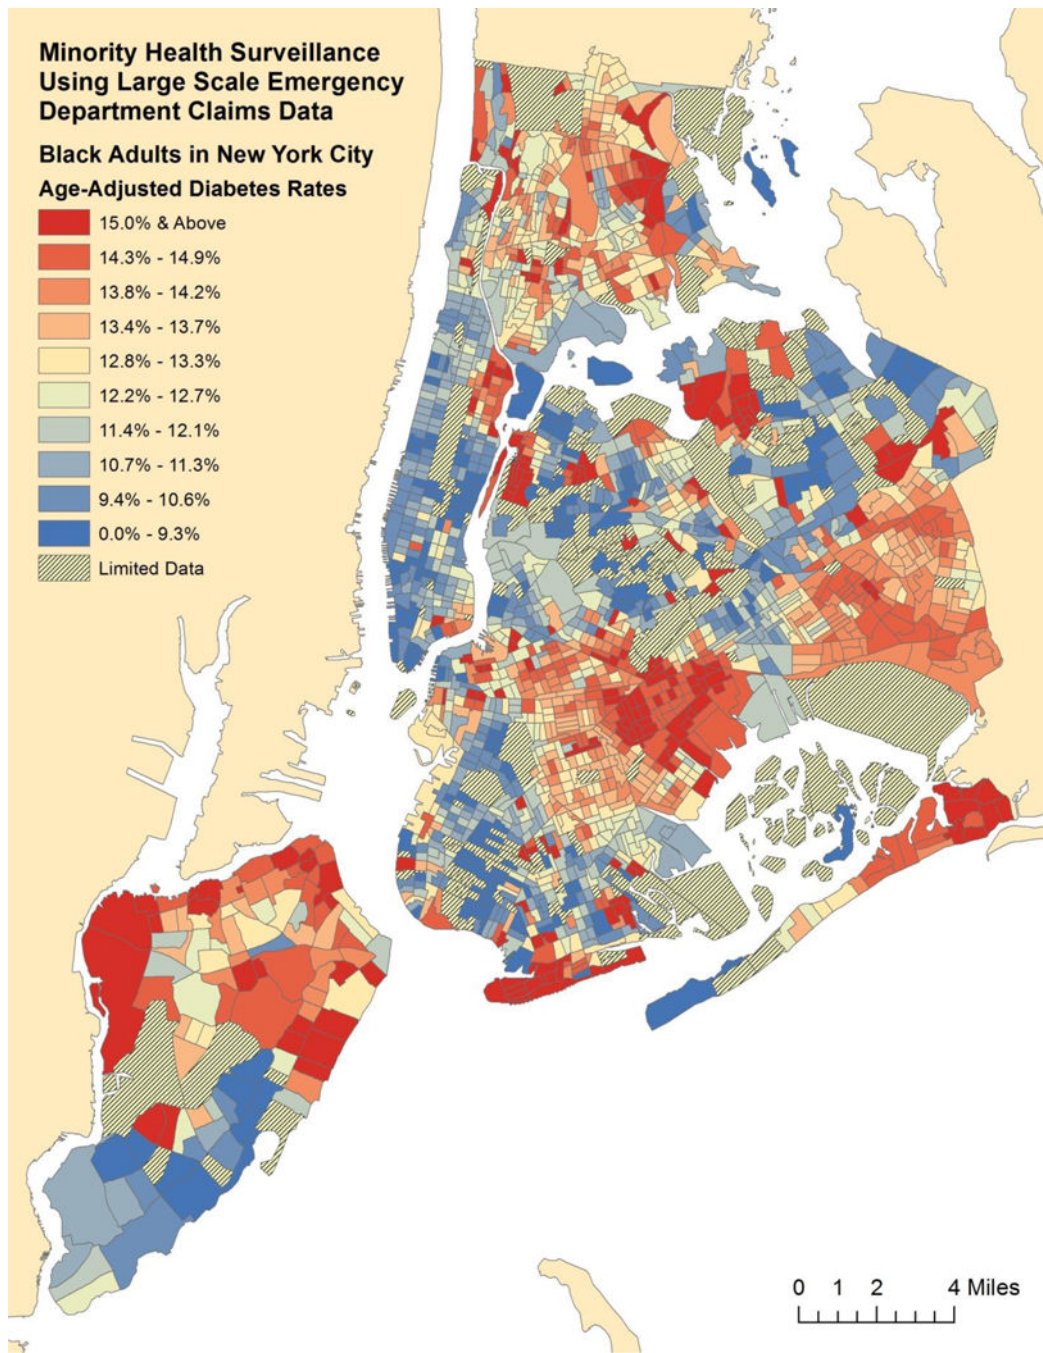 Minority Health Surveillance
Using Large Scale Emergency
Department Claims Data
Black Adults in New York City
Age-Adjusted Diabetes Rates
15.0% & Above
14.3% - 14.9%
13.8% - 14.2%
13.4% - 13.7%
12.8% - 13.3%
12.2% - 12.7%
11.4% - 12.1%
10.7% - 11.3%
9.4% - 10.6%
0.0% - 9.3%
Limited Data
0 1 2 4 Miles